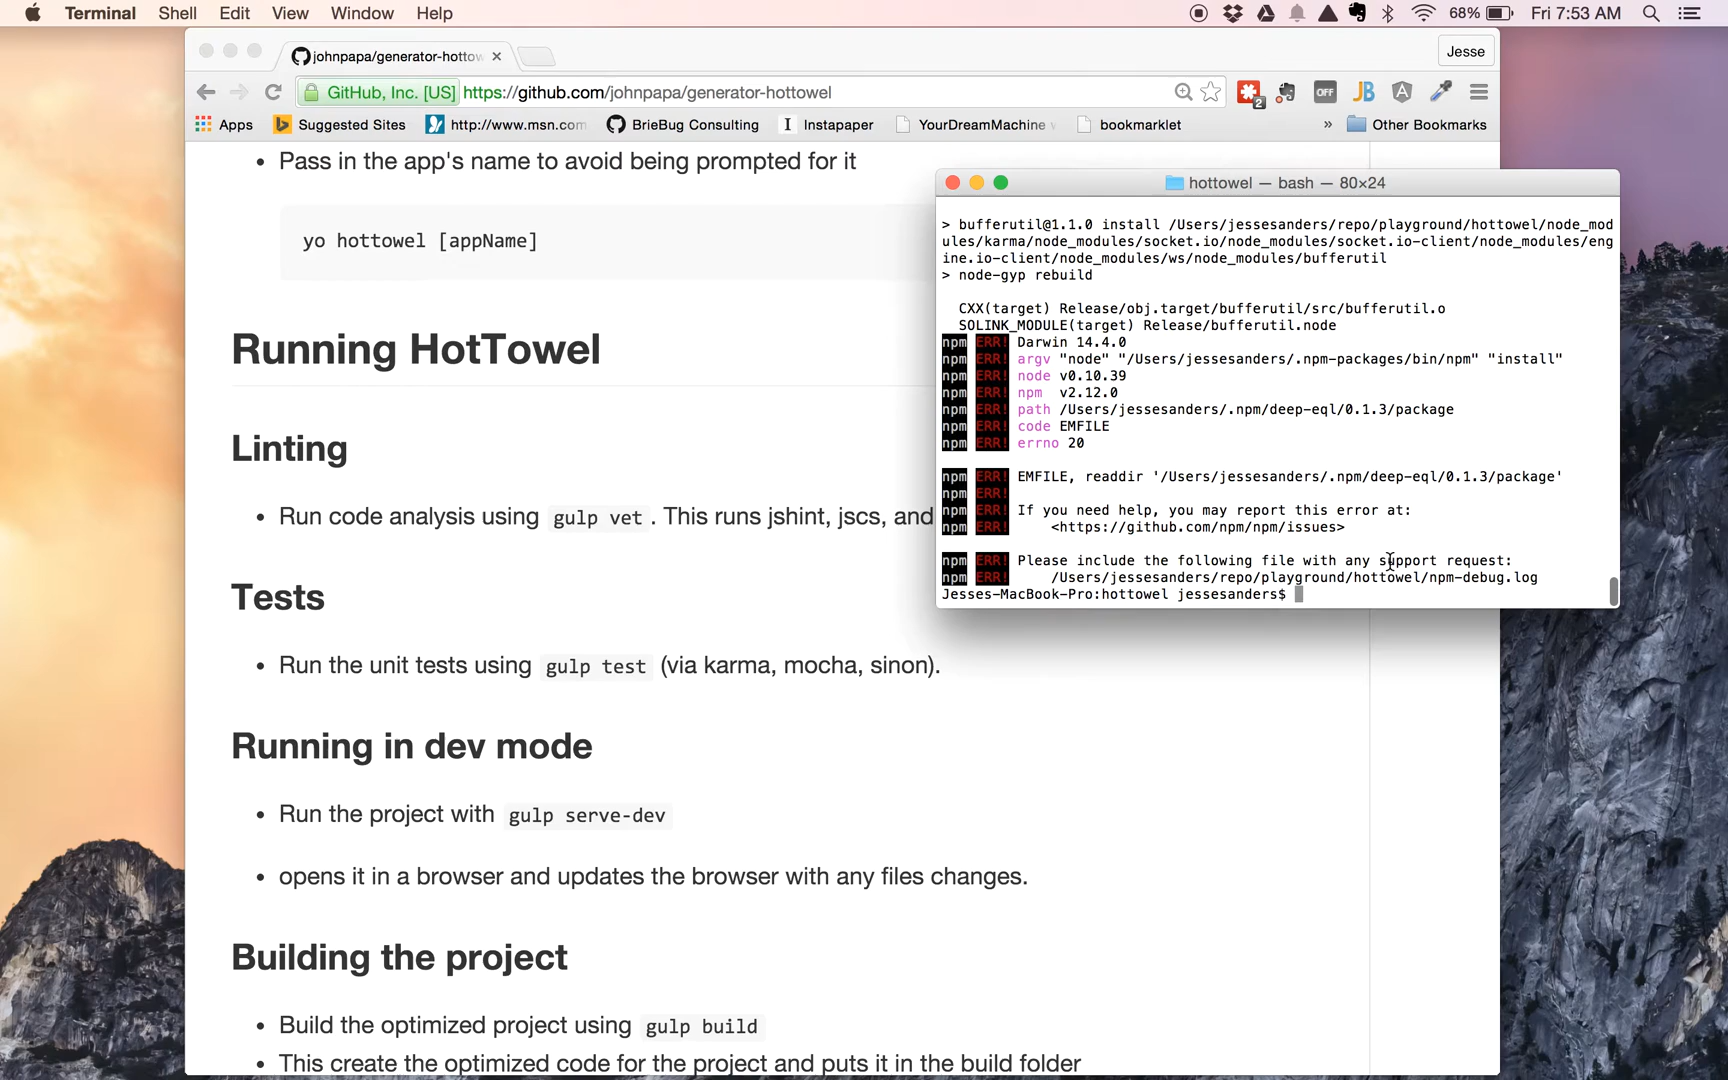 Terminal Shell Edit View Window Help 68% Fri 7:53 AM
johnpapa/generator-hottow Jesse
GitHub, Inc. [US] https://github.com/johnpapa/generator-hottowel 2 OFF JB A
Apps Suggested Sites http://www.msn.com BrieBug Consulting I Instapaper YourDreamMachine bookmarklet » Other Bookmarks
• Pass in the app's name to avoid being prompted for it
yo hottowel [appName]
Running HotTowel
Linting
• Run code analysis using gulp vet . This runs jshint, jscs, and
Tests
• Run the unit tests using gulp test (via karma, mocha, sinon).
Running in dev mode
• Run the project with gulp serve-dev
• opens it in a browser and updates the browser with any files changes.
Building the project
• Build the optimized project using gulp build
• This create the optimized code for the project and puts it in the build folder
hottowel — bash — 80×24
> bufferutil@1.1.0 install /Users/jessesanders/repo/playground/hottowel/node_mod
ules/karma/node_modules/socket.io/node_modules/socket.io-client/node_modules/eng
ine.io-client/node_modules/ws/node_modules/bufferutil
> node-gyp rebuild
CXX(target) Release/obj.target/bufferutil/src/bufferutil.o
SOLINK_MODULE(target) Release/bufferutil.node
npm ERR! Darwin 14.4.0
npm ERR! argv "node" "/Users/jessesanders/.npm-packages/bin/npm" "install"
npm ERR! node v0.10.39
npm ERR! npm  v2.12.0
npm ERR! path /Users/jessesanders/.npm/deep-eql/0.1.3/package
npm ERR! code EMFILE
npm ERR! errno 20
npm ERR! EMFILE, readdir '/Users/jessesanders/.npm/deep-eql/0.1.3/package'
npm ERR!
npm ERR! If you need help, you may report this error at:
npm ERR!     <https://github.com/npm/npm/issues>
npm ERR! Please include the following file with any support request:
npm ERR!     /Users/jessesanders/repo/playground/hottowel/npm-debug.log
Jesses-MacBook-Pro:hottowel jessesanders$